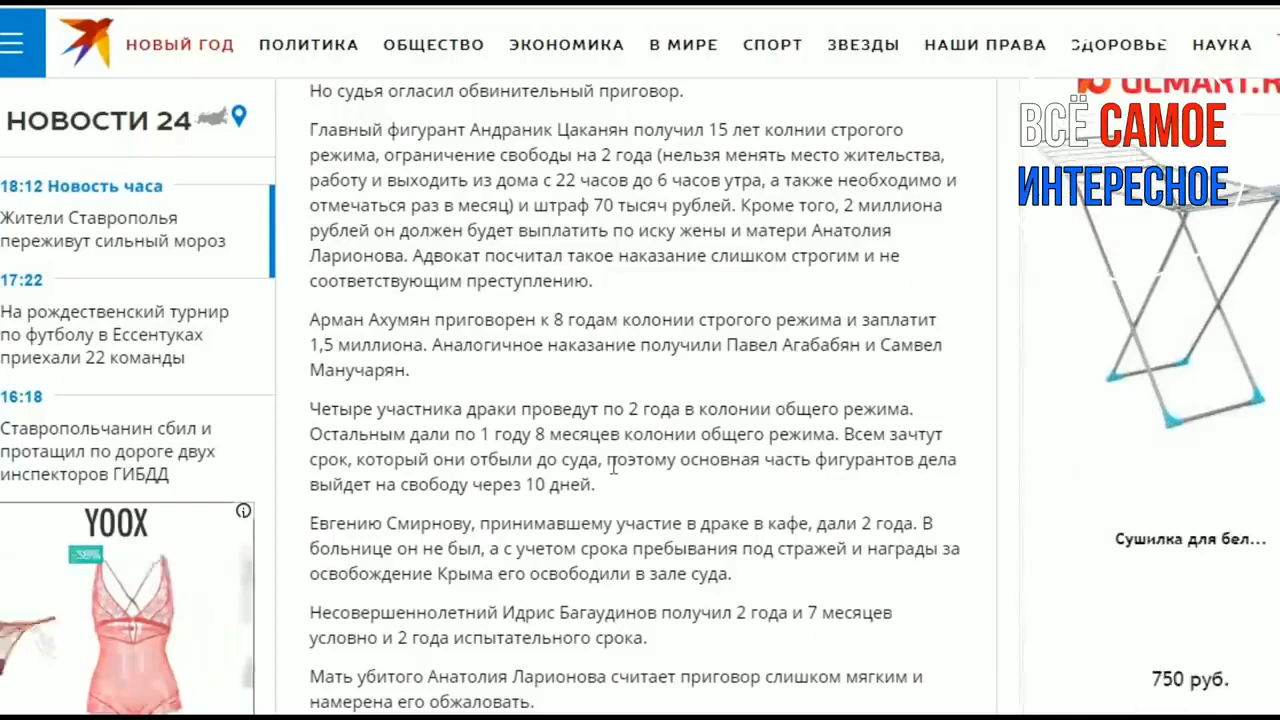 НОВЫЙ ГОД ПОЛИТИКА ОБЩЕСТВО ЭКОНОМИКА В МИРЕ СПОРТ ЗВЕЗДЫ НАШИ ПРАВА ЗДОРОВЬЕ НАУКА
НОВОСТИ 24
18:12 Новость часа
Жители Ставрополья
переживут сильный мороз
17:22
На рождественский турнир
по футболу в Ессентуках
приехали 22 команды
16:18
Ставропольчанин сбил и
протащил по дороге двух
инспекторов ГИБДД
YOOX
Но судья огласил обвинительный приговор.
Главный фигурант Андраник Цаканян получил 15 лет колнии строгого
режима, ограничение свободы на 2 года (нельзя менять место жительства,
работу и выходить из дома с 22 часов до 6 часов утра, а также необходимо и
отмечаться раз в месяц) и штраф 70 тысяч рублей. Кроме того, 2 миллиона
рублей он должен будет выплатить по иску жены и матери Анатолия
Ларионова. Адвокат посчитал такое наказание слишком строгим и не
соответствующим преступлению.
Арман Ахумян приговорен к 8 годам колонии строгого режима и заплатит
1,5 миллиона. Аналогичное наказание получили Павел Агабабян и Самвел
Манучарян.
Четыре участника драки проведут по 2 года в колонии общего режима.
Остальным дали по 1 году 8 месяцев колонии общего режима. Всем зачтут
срок, который они отбыли до суда, поэтому основная часть фигурантов дела
выйдет на свободу через 10 дней.
Евгению Смирнову, принимавшему участие в драке в кафе, дали 2 года. В
больнице он не был, а с учетом срока пребывания под стражей и награды за
освобождение Крыма его освободили в зале суда.
Несовершеннолетний Идрис Багаудинов получил 2 года и 7 месяцев
условно и 2 года испытательного срока.
Мать убитого Анатолия Ларионова считает приговор слишком мягким и
намерена его обжаловать.
ВСЁ САМОЕ
ИНТЕРЕСНОЕ
Сушилка для бел...
750 руб.